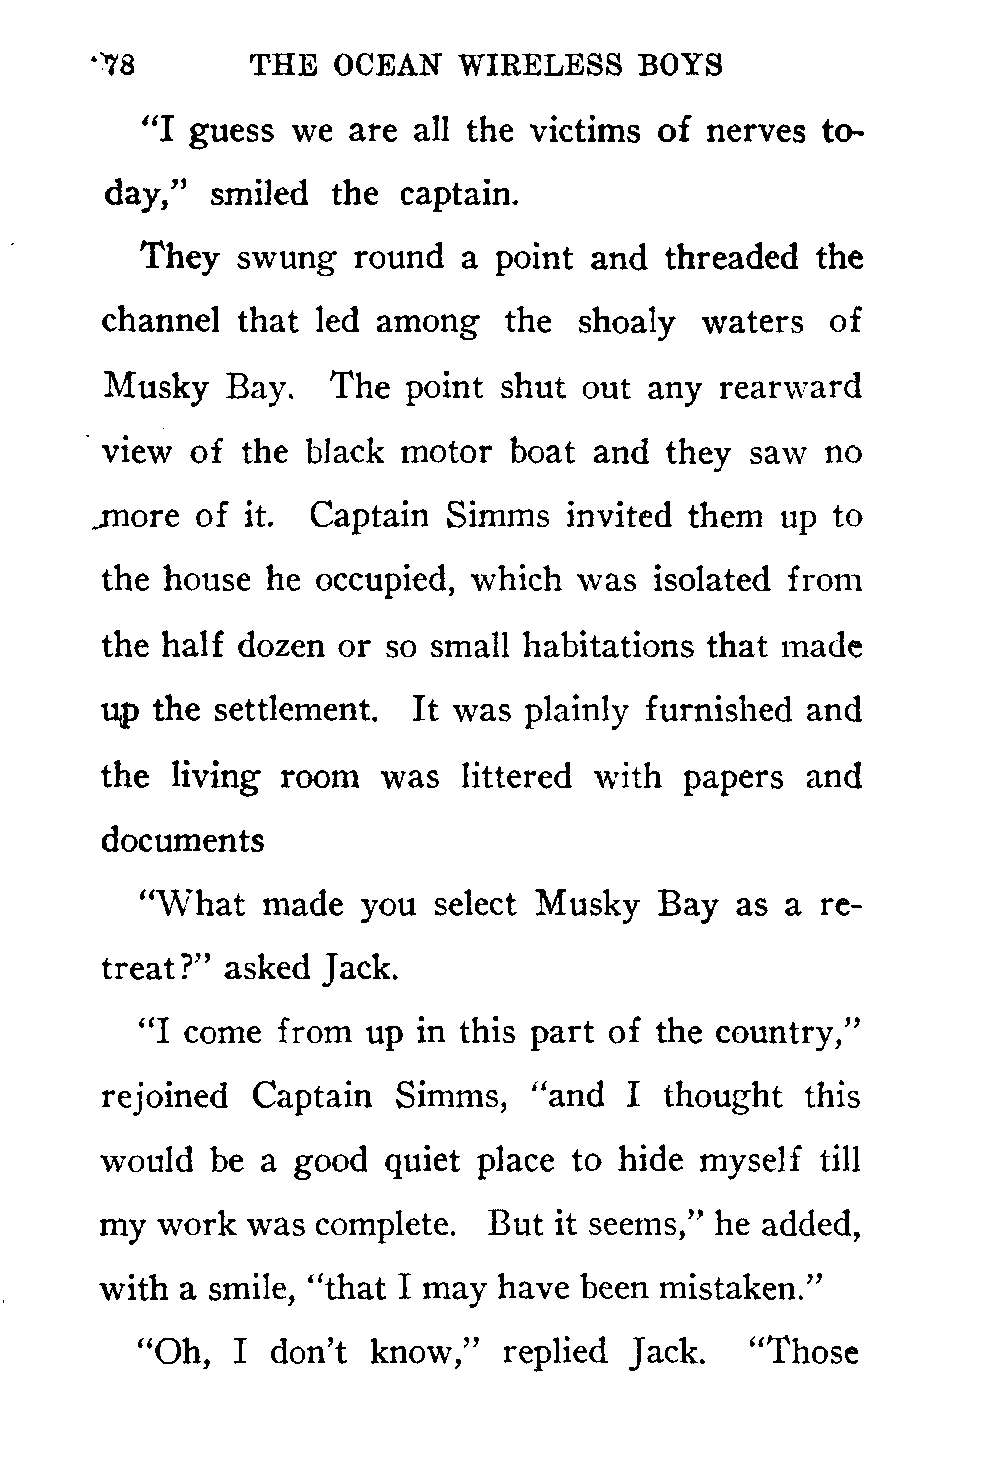 78 THE OCEAN WIRELESS BOYS
"I guess we are all the victims of nerves to-
day," smiled the captain.
They swung round a point and threaded the
channel that led among the shoaly waters of
Musky Bay. The point shut out any rearward
view of the black motor boat and they saw no
more of it. Captain Simms invited them up to
the house he occupied, which was isolated from
the half dozen or so small habitations that made
up the settlement. It was plainly furnished and
the living room was littered with papers and
documents
"What made you select Musky Bay as a re-
treat?" asked Jack.
"I come from up in this part of the country,"
rejoined Captain Simms, "and I thought this
would be a good quiet place to hide myself till
my work was complete. But it seems," he added,
with a smile, "that I may have been mistaken."
"Oh, I don't know," replied Jack. "Those